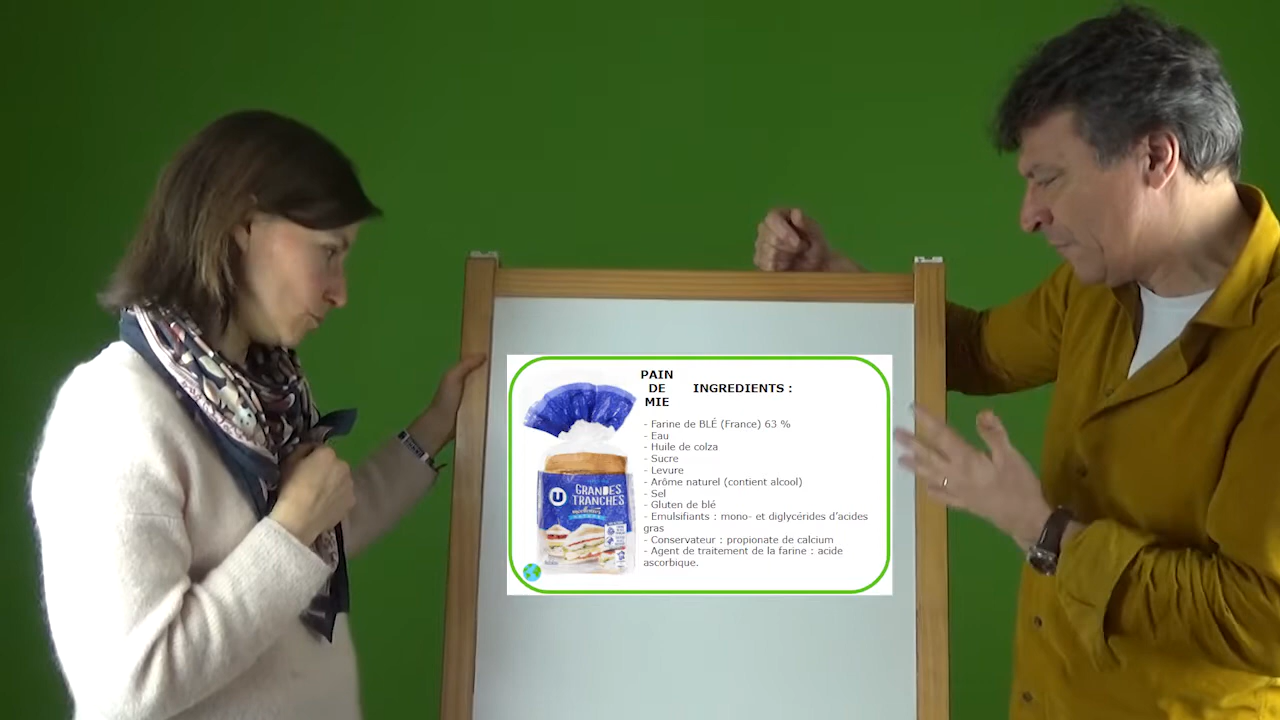 PAIN
DE
MIE
INGREDIENTS :
- Farine de BLÉ (France) 63 %
- Eau
- Huile de colza
- Sucre
- Levure
- Arôme naturel (contient alcool)
- Sel
- Gluten de blé
- Emulsifiants : mono- et diglycérides d’acides
gras
- Conservateur : propionate de calcium
- Agent de traitement de la farine : acide
ascorbique.
U
GRANDES
TRANCHES